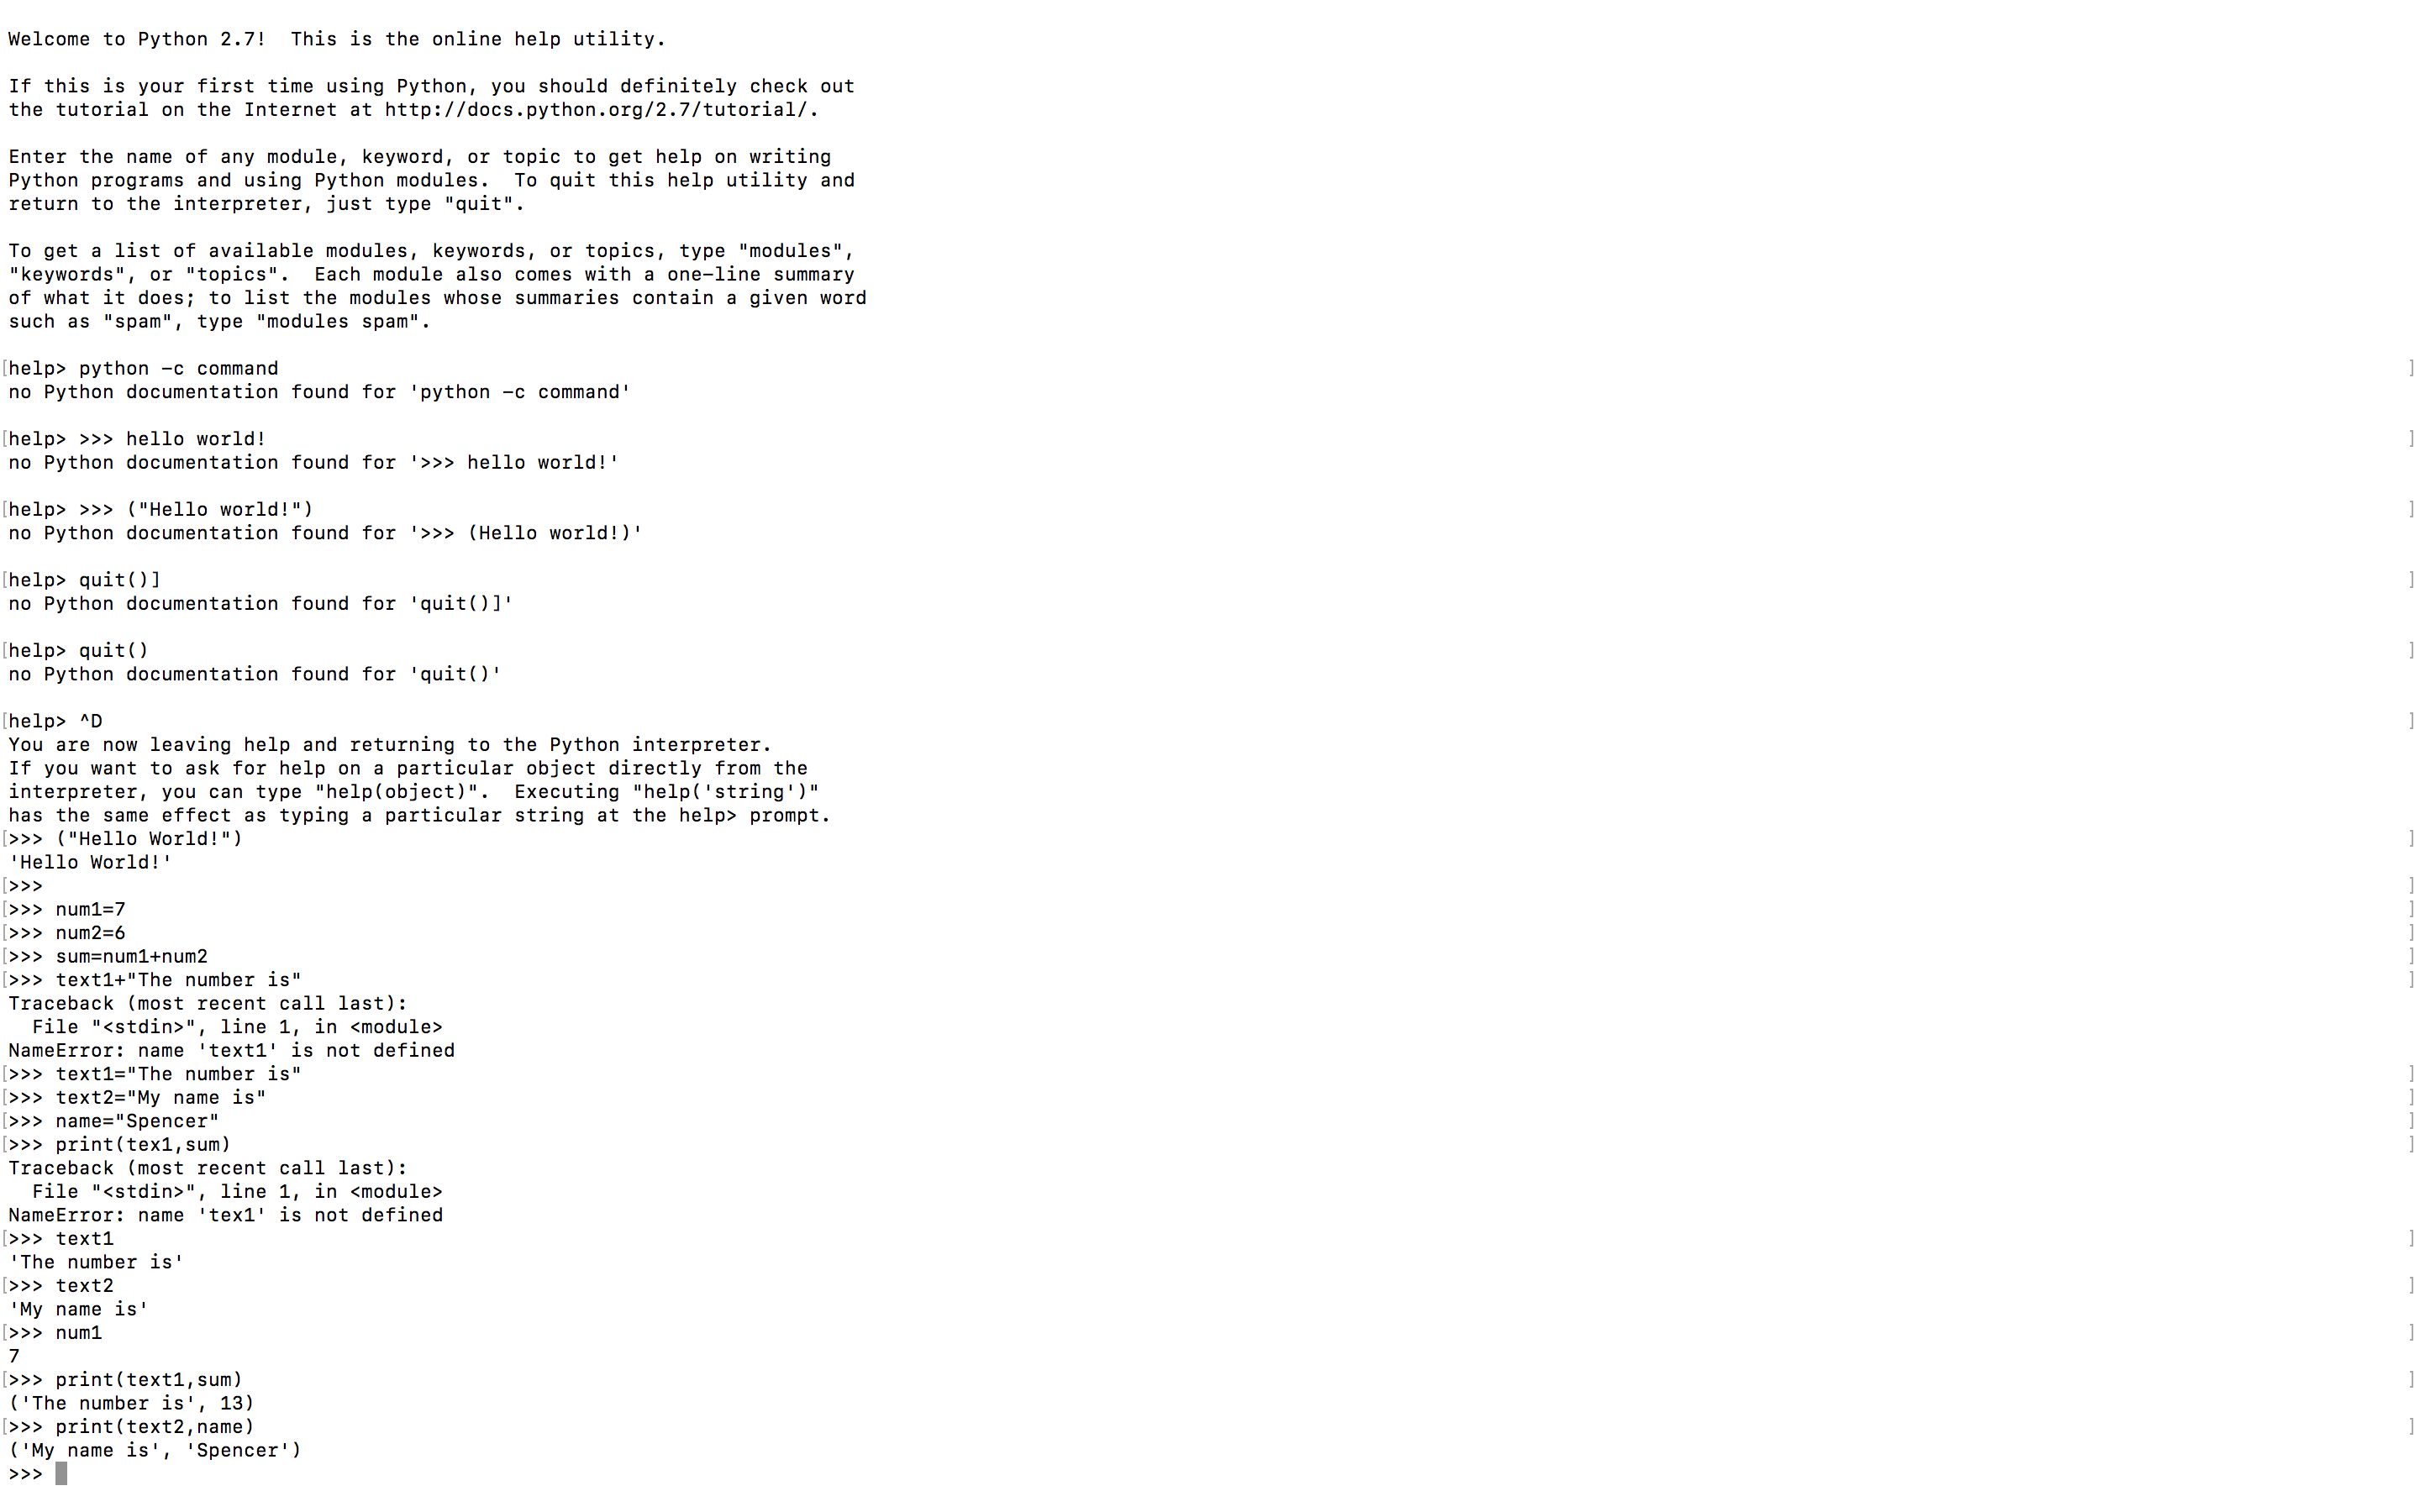 Welcome to Python 2.7!  This is the online help utility.

If this is your first time using Python, you should definitely check out
the tutorial on the Internet at http://docs.python.org/2.7/tutorial/.

Enter the name of any module, keyword, or topic to get help on writing
Python programs and using Python modules.  To quit this help utility and
return to the interpreter, just type "quit".

To get a list of available modules, keywords, or topics, type "modules",
"keywords", or "topics".  Each module also comes with a one-line summary
of what it does; to list the modules whose summaries contain a given word
such as "spam", type "modules spam".

[help> python -c command ]
no Python documentation found for 'python -c command'

[help> >>> hello world! ]
no Python documentation found for '>>> hello world!'

[help> >>> ("Hello world!") ]
no Python documentation found for '>>> (Hello world!)'

[help> quit()] ]
no Python documentation found for 'quit()]'

[help> quit() ]
no Python documentation found for 'quit()'

[help> ^D ]
You are now leaving help and returning to the Python interpreter.
If you want to ask for help on a particular object directly from the
interpreter, you can type "help(object)".  Executing "help('string')"
has the same effect as typing a particular string at the help> prompt.
[>>> ("Hello World!") ]
'Hello World!'
[>>> ]
[>>> num1=7 ]
[>>> num2=6 ]
[>>> sum=num1+num2 ]
[>>> text1+"The number is" ]
Traceback (most recent call last):
  File "<stdin>", line 1, in <module>
NameError: name 'text1' is not defined
[>>> text1="The number is" ]
[>>> text2="My name is" ]
[>>> name="Spencer" ]
[>>> print(tex1,sum) ]
Traceback (most recent call last):
  File "<stdin>", line 1, in <module>
NameError: name 'tex1' is not defined
[>>> text1 ]
'The number is'
[>>> text2 ]
'My name is'
[>>> num1 ]
7
[>>> print(text1,sum) ]
('The number is', 13)
[>>> print(text2,name) ]
('My name is', 'Spencer')
>>>